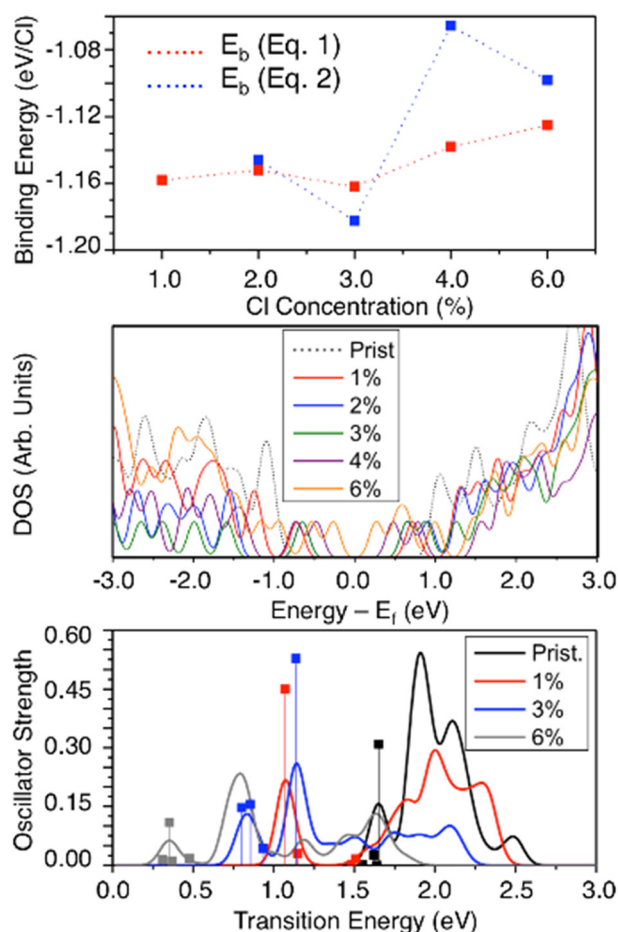 -1.08
-1.12
-1.16
-1.20
Binding Energy (eV/Cl)
E_b (Eq. 1)
E_b (Eq. 2)
1.0 2.0 3.0 4.0 6.0
Cl Concentration (%)
DOS (Arb. Units)
Prist
1%
2%
3%
4%
6%
-3.0 -2.0 -1.0 0.0 1.0 2.0 3.0
Energy – E_f (eV)
0.60
0.45
0.30
0.15
0.00
Oscillator Strength
Prist.
1%
3%
6%
0.0 0.5 1.0 1.5 2.0 2.5 3.0
Transition Energy (eV)